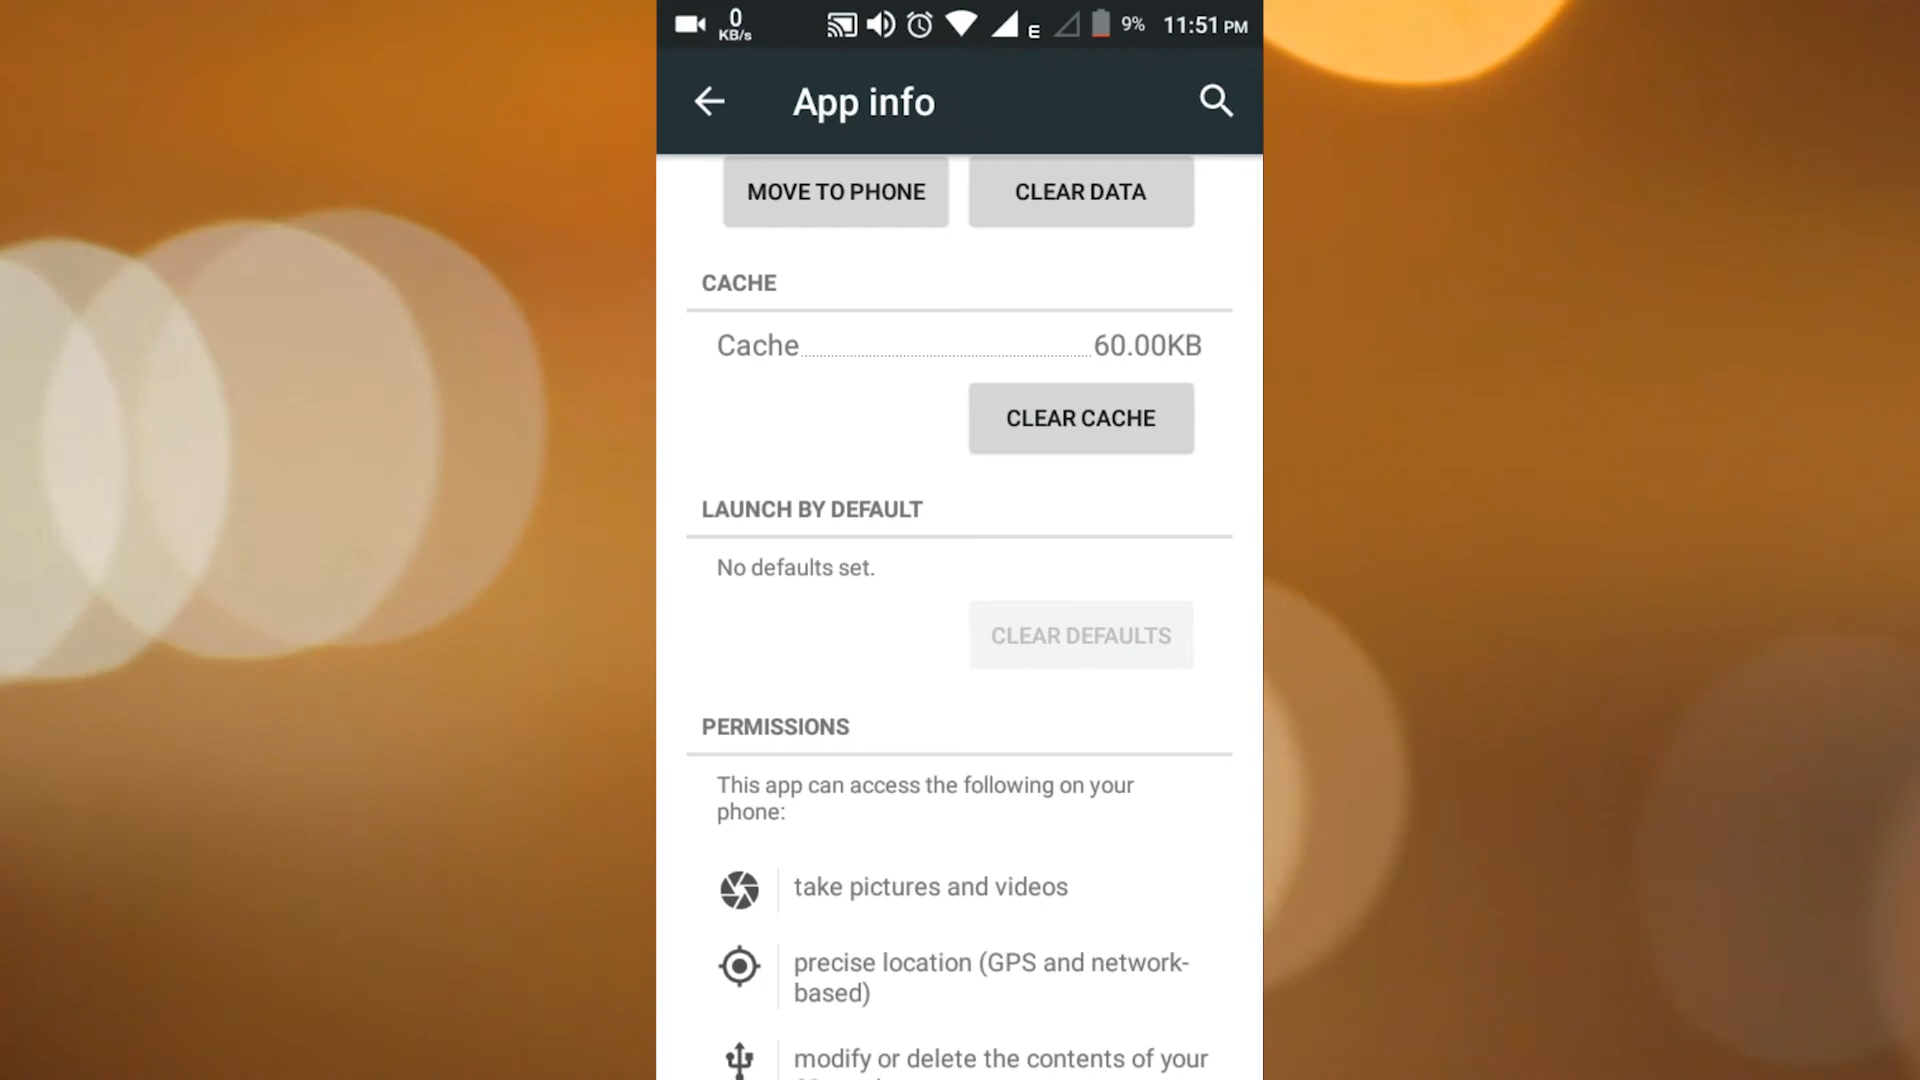 0
KB/s
E
9%
11:51 PM
App info
MOVE TO PHONE
CLEAR DATA
CACHE
Cache 60.00KB
CLEAR CACHE
LAUNCH BY DEFAULT
No defaults set.
CLEAR DEFAULTS
PERMISSIONS
This app can access the following on your
phone:
take pictures and videos
precise location (GPS and network-
based)
modify or delete the contents of your